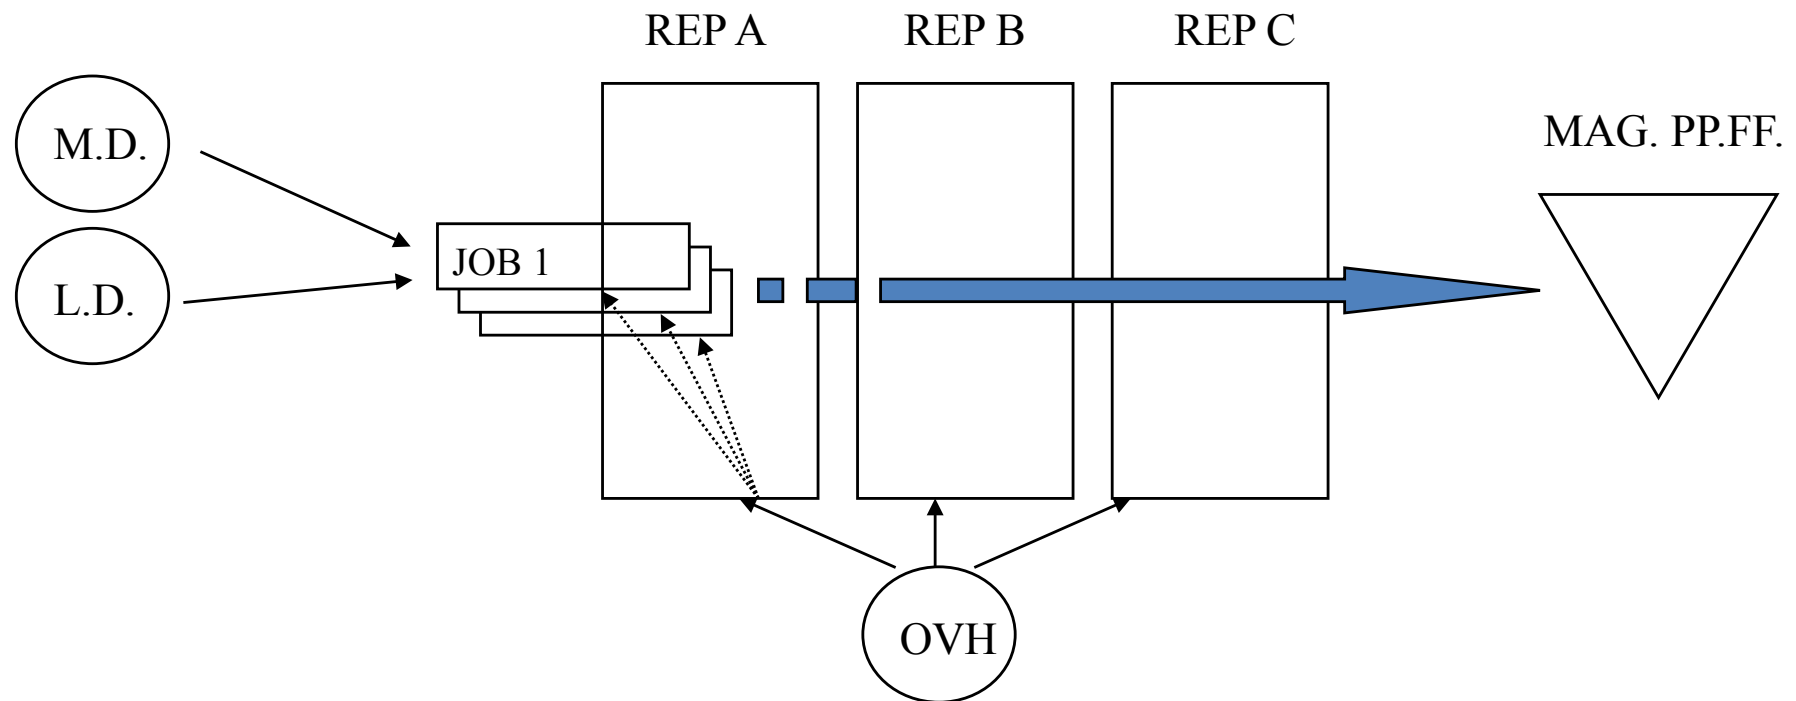 REP A
REP B
REP C
MAG. PP.FF.
M.D.
JOB 1
L.D.
OVH